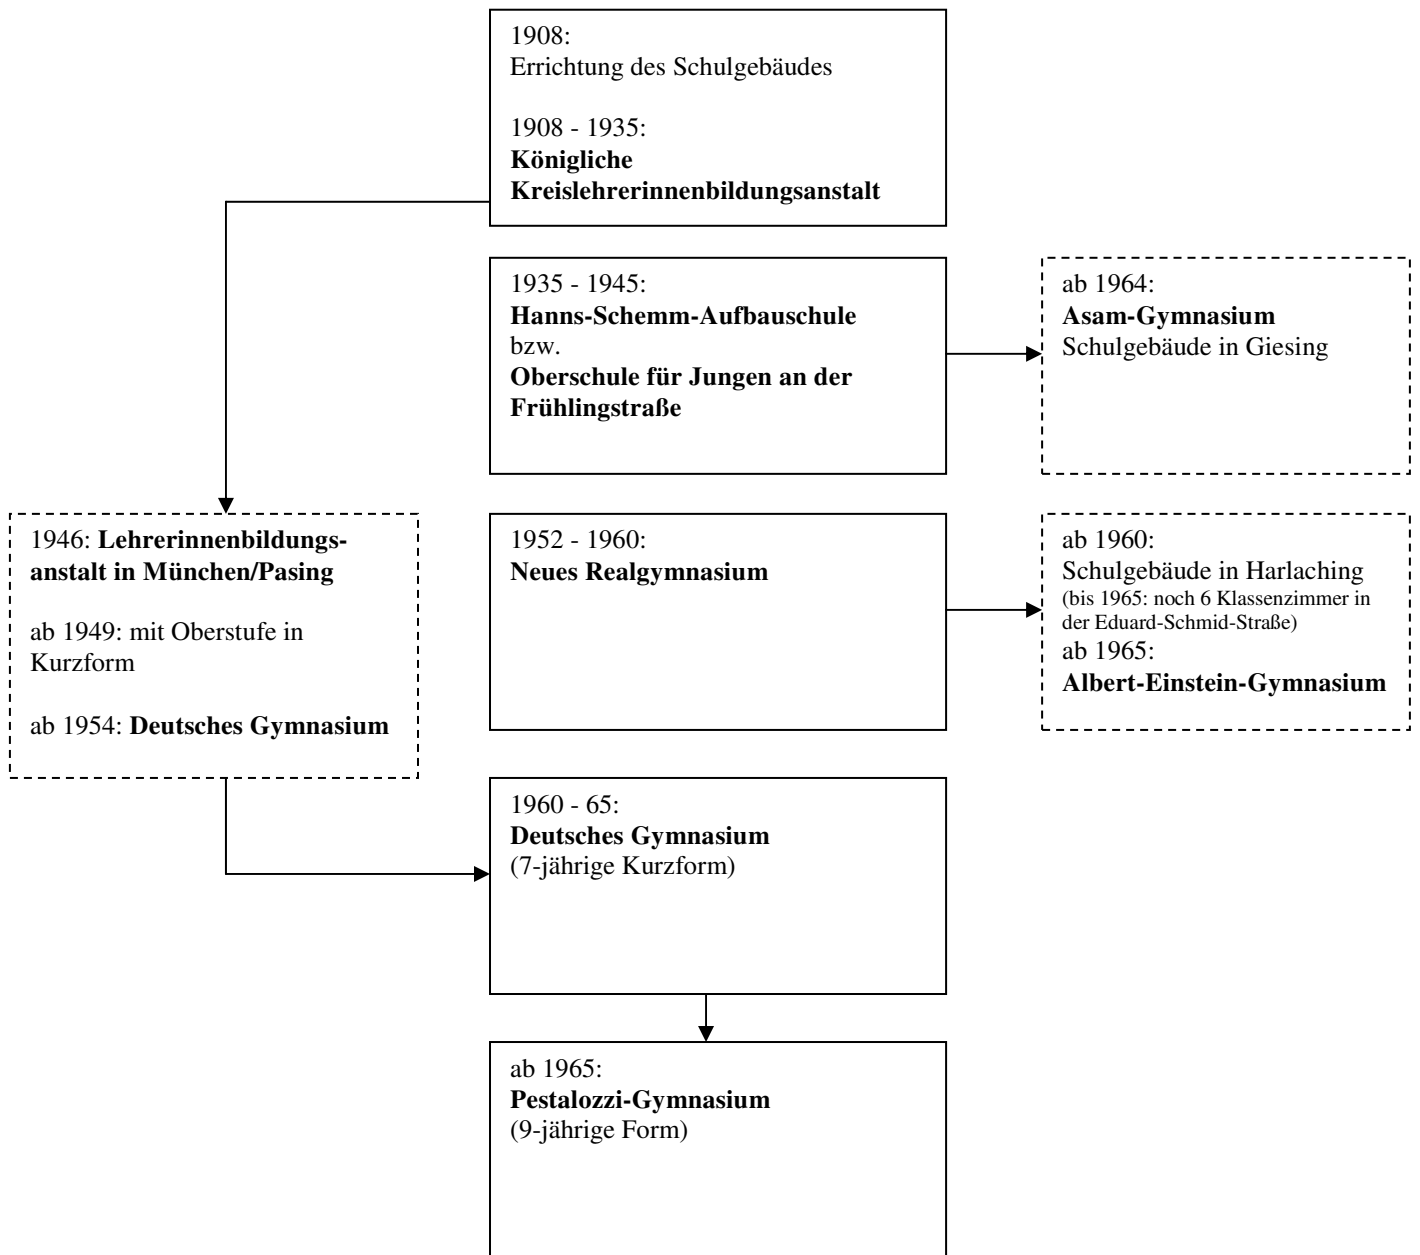 1908:
Errichtung des Schulgebäudes
1908 - 1935:
Königliche
Kreislehrerinnenbildungsanstalt
1935 - 1945:
Hanns-Schemm-Aufbauschule
bzw.
Oberschule für Jungen an der
Frühlingstraße
ab 1964:
Asam-Gymnasium
Schulgebäude in Giesing
1946: Lehrerinnenbildungs-
anstalt in München/Pasing
ab 1949: mit Oberstufe in
Kurzform
ab 1954: Deutsches Gymnasium
1952 - 1960:
Neues Realgymnasium
ab 1960:
Schulgebäude in Harlaching
(bis 1965: noch 6 Klassenzimmer in
der Eduard-Schmid-Straße)
ab 1965:
Albert-Einstein-Gymnasium
1960 - 65:
Deutsches Gymnasium
(7-jährige Kurzform)
ab 1965:
Pestalozzi-Gymnasium
(9-jährige Form)